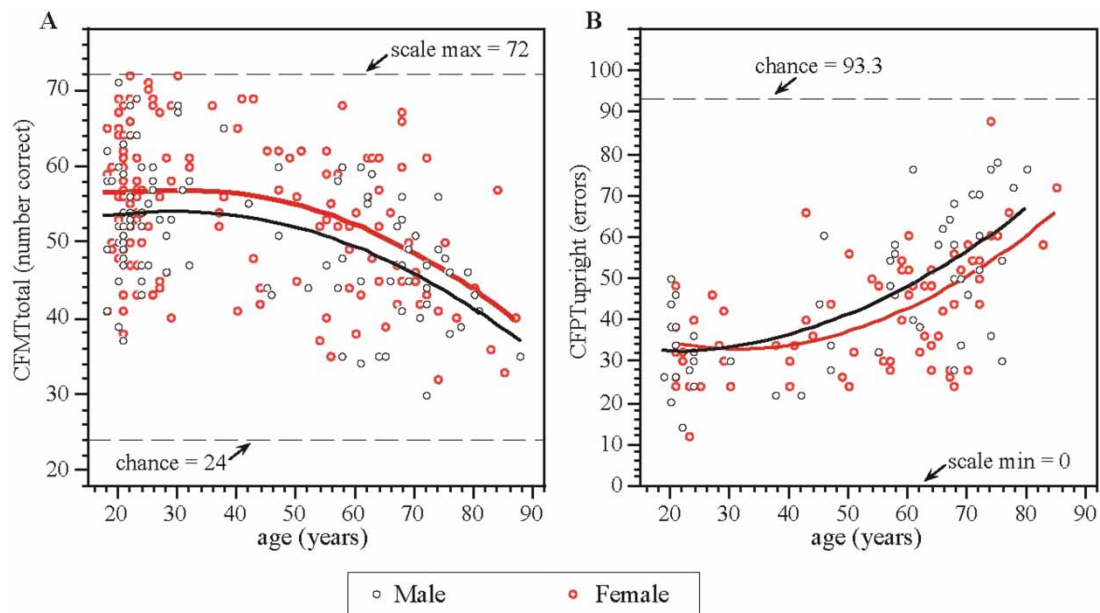 A
scale max = 72
CFMTtotal (number correct)
70
60
50
40
30
20
chance = 24
20 30 40 50 60 70 80 90
age (years)
B
chance = 93.3
CFPTupright (errors)
100
90
80
70
60
50
40
30
20
10
0
scale min = 0
20 30 40 50 60 70 80 90
age (years)
Male Female